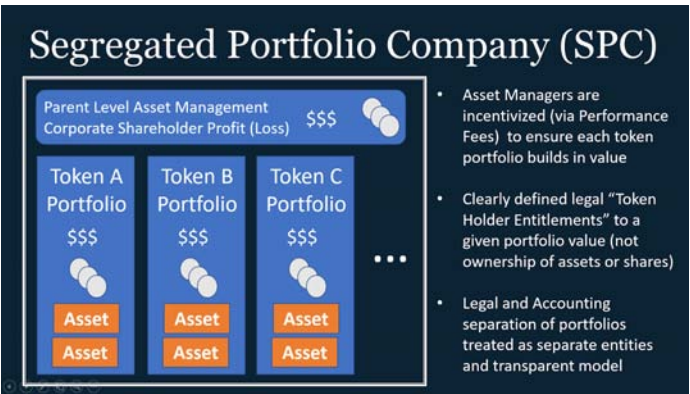 Segregated Portfolio Company (SPC)
Parent Level Asset Management
Corporate Shareholder Profit (Loss)
$$$
Token A
Portfolio
$$$
Asset
Asset
Token B
Portfolio
$$$
Asset
Asset
Token C
Portfolio
$$$
Asset
Asset
...
• Asset Managers are
incentivized (via Performance
Fees) to ensure each token
portfolio builds in value
• Clearly defined legal “Token
Holder Entitlements” to a
given portfolio value (not
ownership of assets or shares)
• Legal and Accounting
separation of portfolios
treated as separate entities
and transparent model